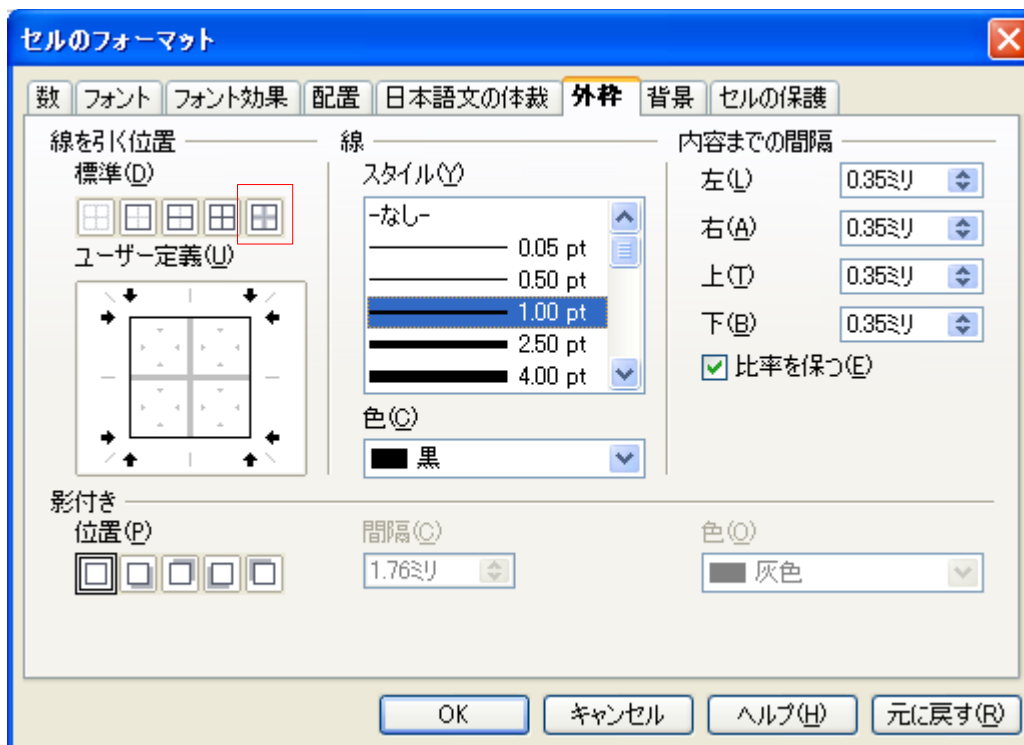 セルのフォーマット
数 フォント フォント効果 配置 日本語文の体裁 外枠 背景 セルの保護
線を引く位置
標準(D)
ユーザー定義(U)
線
スタイル(Y)
-なし-
0.05 pt
0.50 pt
1.00 pt
2.50 pt
4.00 pt
色(C)
黒
内容までの間隔
左(L) 0.35ミリ
右(A) 0.35ミリ
上(T) 0.35ミリ
下(B) 0.35ミリ
比率を保つ(E)
影付き
位置(P)
間隔(C)
1.76ミリ
色(O)
灰色
OK キャンセル ヘルプ(H) 元に戻す(R)